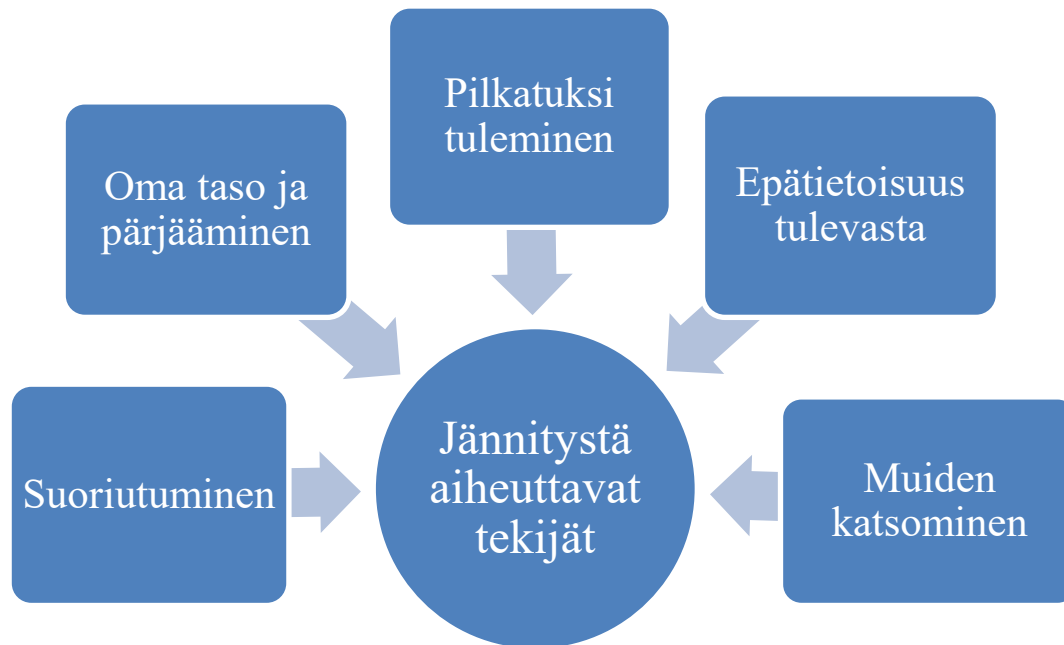 Pilkatuksi
tuleminen
Oma taso ja
pärjääminen
Epätietoisuus
tulevasta
Suoriutuminen
Jännitystä
aiheuttavat
tekijät
Muiden
katsominen